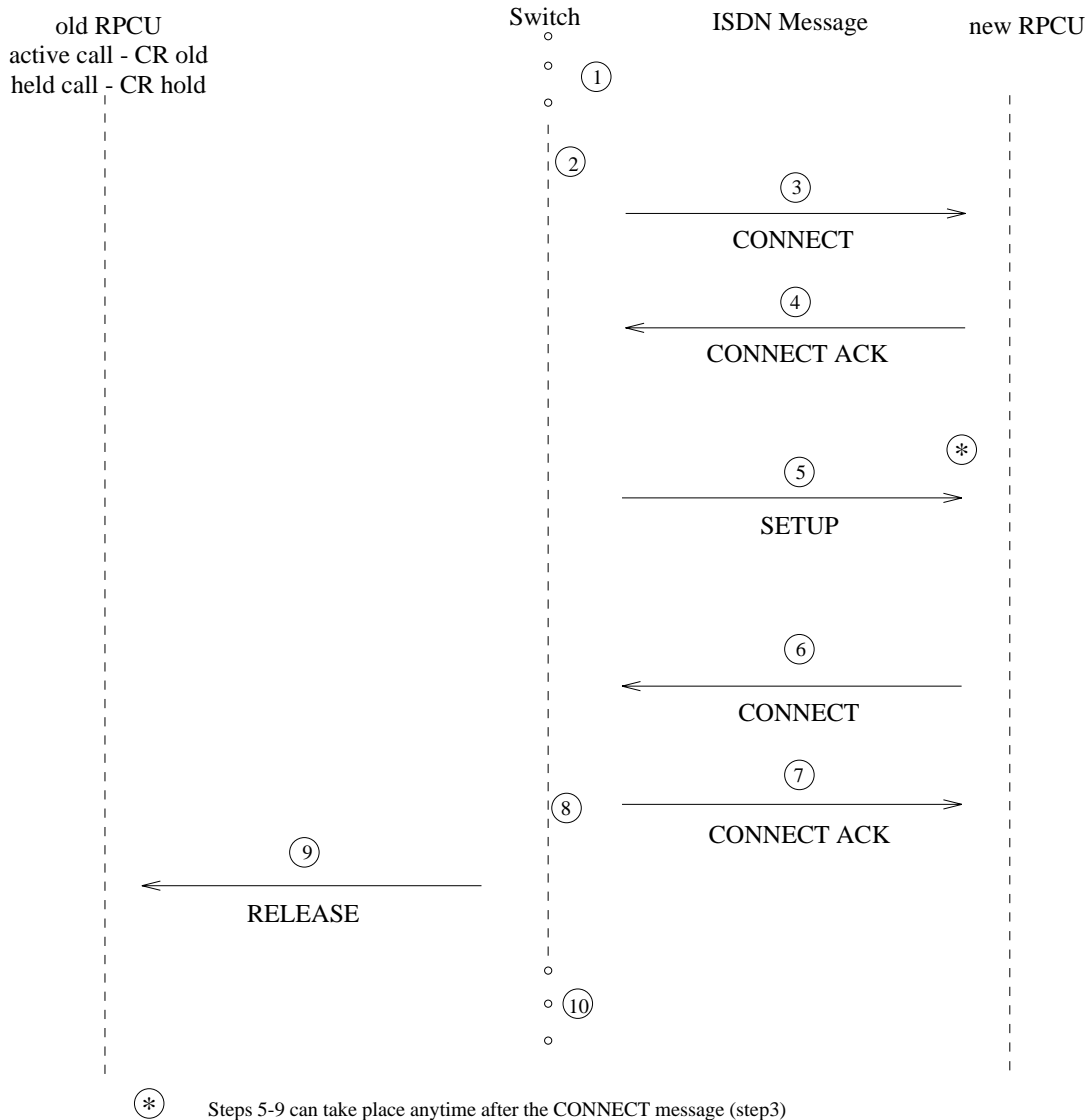 old RPCU
active call - CR old
held call - CR hold
Switch
ISDN Message
new RPCU
1
2
3
CONNECT
4
CONNECT ACK
*
5
SETUP
6
CONNECT
7
8
CONNECT ACK
9
RELEASE
10
* Steps 5-9 can take place anytime after the CONNECT message (step3)